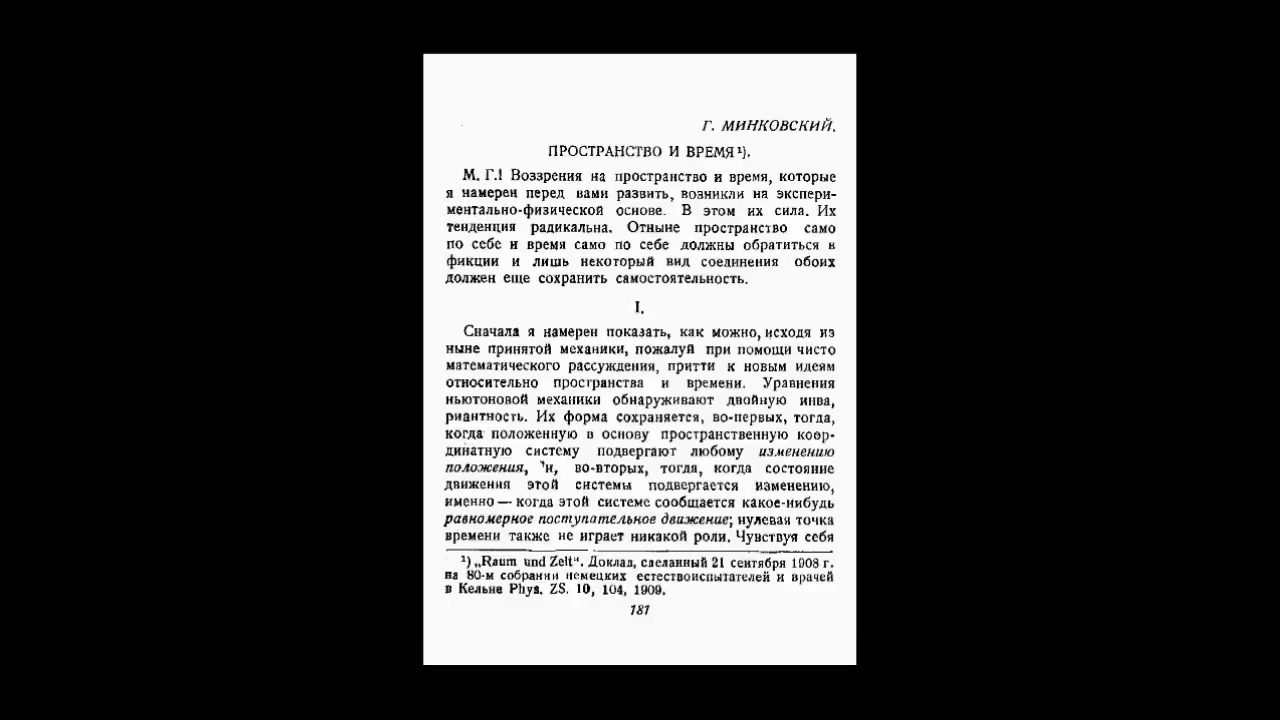 Г. МИНКОВСКИЙ.
ПРОСТРАНСТВО И ВРЕМЯ¹).
М. Г.! Воззрения на пространство и время, которые
я намерен перед вами развить, возникли на экспери-
ментально-физической основе. В этом их сила. Их
тенденция радикальна. Отныне пространство само
по себе и время само по себе должны обратиться в
фикции и лишь некоторый вид соединения обоих
должен еще сохранить самостоятельность.
I.
Сначала я намерен показать, как можно, исходя из
ныне принятой механики, пожалуй при помощи чисто
математического рассуждения, притти к новым идеям
относительно пространства и времени. Уравнения
ньютоновой механики обнаруживают двойную инва,
риантность. Их форма сохраняется, во-первых, тогда,
когда положенную в основу пространственную коор-
динатную систему подвергают любому изменению
положения, и, во-вторых, тогда, когда состояние
движения этой системы подвергается изменению,
именно — когда этой системе сообщается какое-нибудь
равномерное поступательное движение; нулевая точка
времени также не играет никакой роли. Чувствуя себя
¹) „Raum und Zeit“. Доклад, сделанный 21 сентября 1908 г.
на 80-м собрании немецких естествоиспытателей и врачей
в Кельне Phys. ZS. 10, 104, 1909.
181